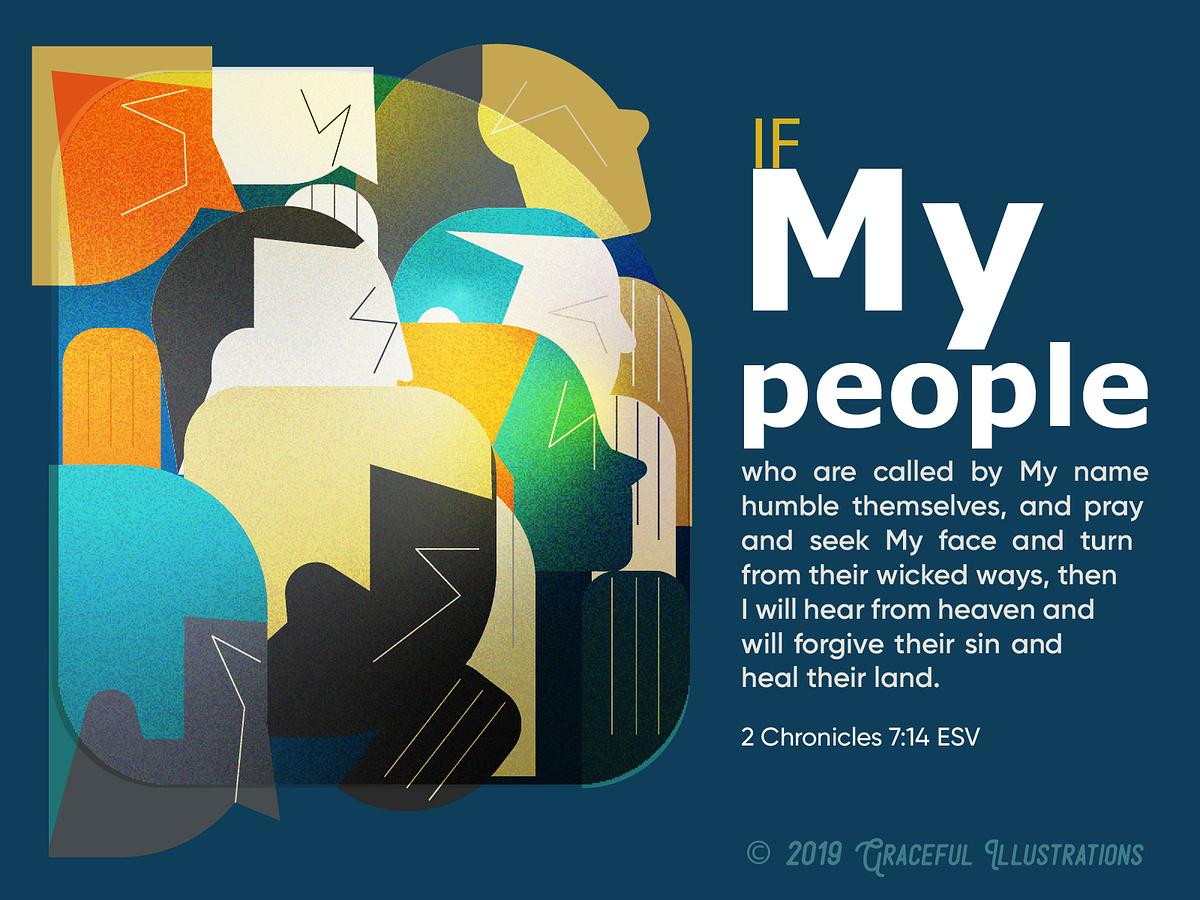 IF
My
people
who are called by My name
humble themselves, and pray
and seek My face and turn
from their wicked ways, then
I will hear from heaven and
will forgive their sin and
heal their land.
2 Chronicles 7:14 ESV
© 2019 Graceful Illustrations